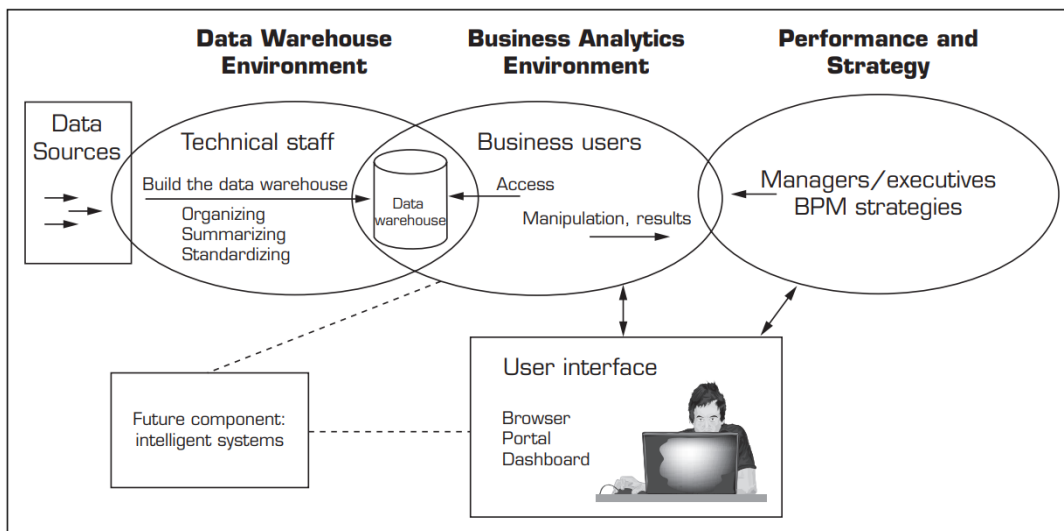 Data Warehouse
Environment
Business Analytics
Environment
Performance and
Strategy
Data
Sources
Technical staff
Build the data warehouse
Organizing
Summarizing
Standardizing
Data
warehouse
Business users
Access
Manipulation, results
Managers/executives
BPM strategies
Future component:
intelligent systems
User interface
Browser
Portal
Dashboard